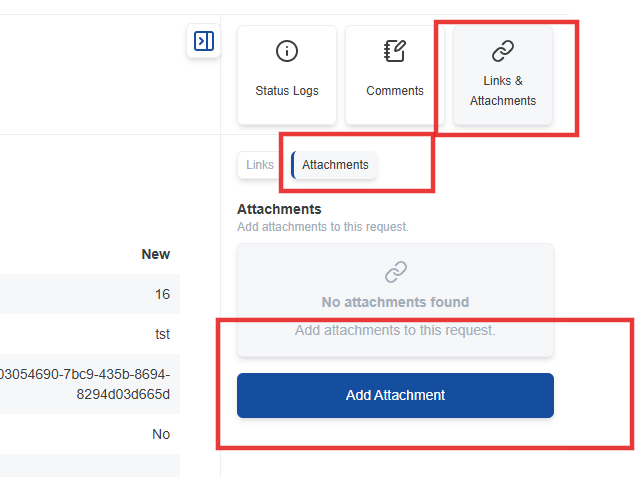 Status Logs
Comments
Links &
Attachments
Links
Attachments
Attachments
Add attachments to this request.
No attachments found
Add attachments to this request.
Add Attachment
New
16
tst
03054690-7bc9-435b-8694-
8294d03d665d
No